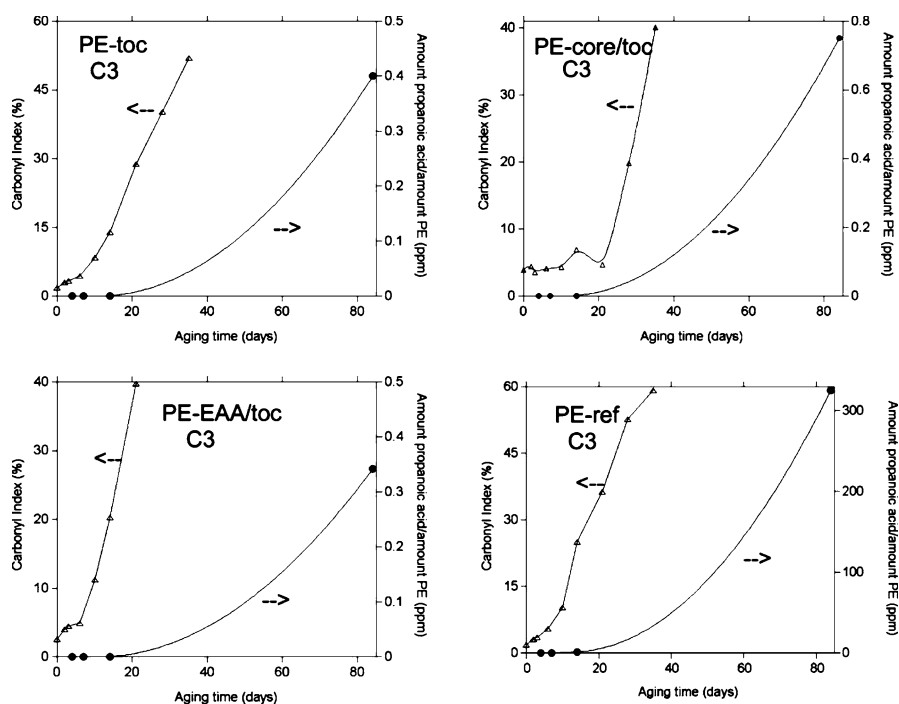 PE-toc
C3
Carbonyl Index (%)
60
45
30
15
0
0.5
0.4
0.3
0.2
0.1
0
Amount propanoic acid/amount PE (ppm)
0 20 40 60 80
Aging time (days)
PE-core/toc
C3
Carbonyl Index (%)
40
30
20
10
0
0.8
0.6
0.4
0.2
0
Amount propanoic acid/amount PE (ppm)
0 20 40 60 80
Aging time (days)
PE-EAA/toc
C3
Carbonyl Index (%)
40
30
20
10
0
0.5
0.4
0.3
0.2
0.1
0
Amount propanoic acid/amount PE (ppm)
0 20 40 60 80
Aging time (days)
PE-ref
C3
Carbonyl Index (%)
60
45
30
15
0
300
200
100
0
Amount propanoic acid/amount PE (ppm)
0 20 40 60 80
Aging time (days)